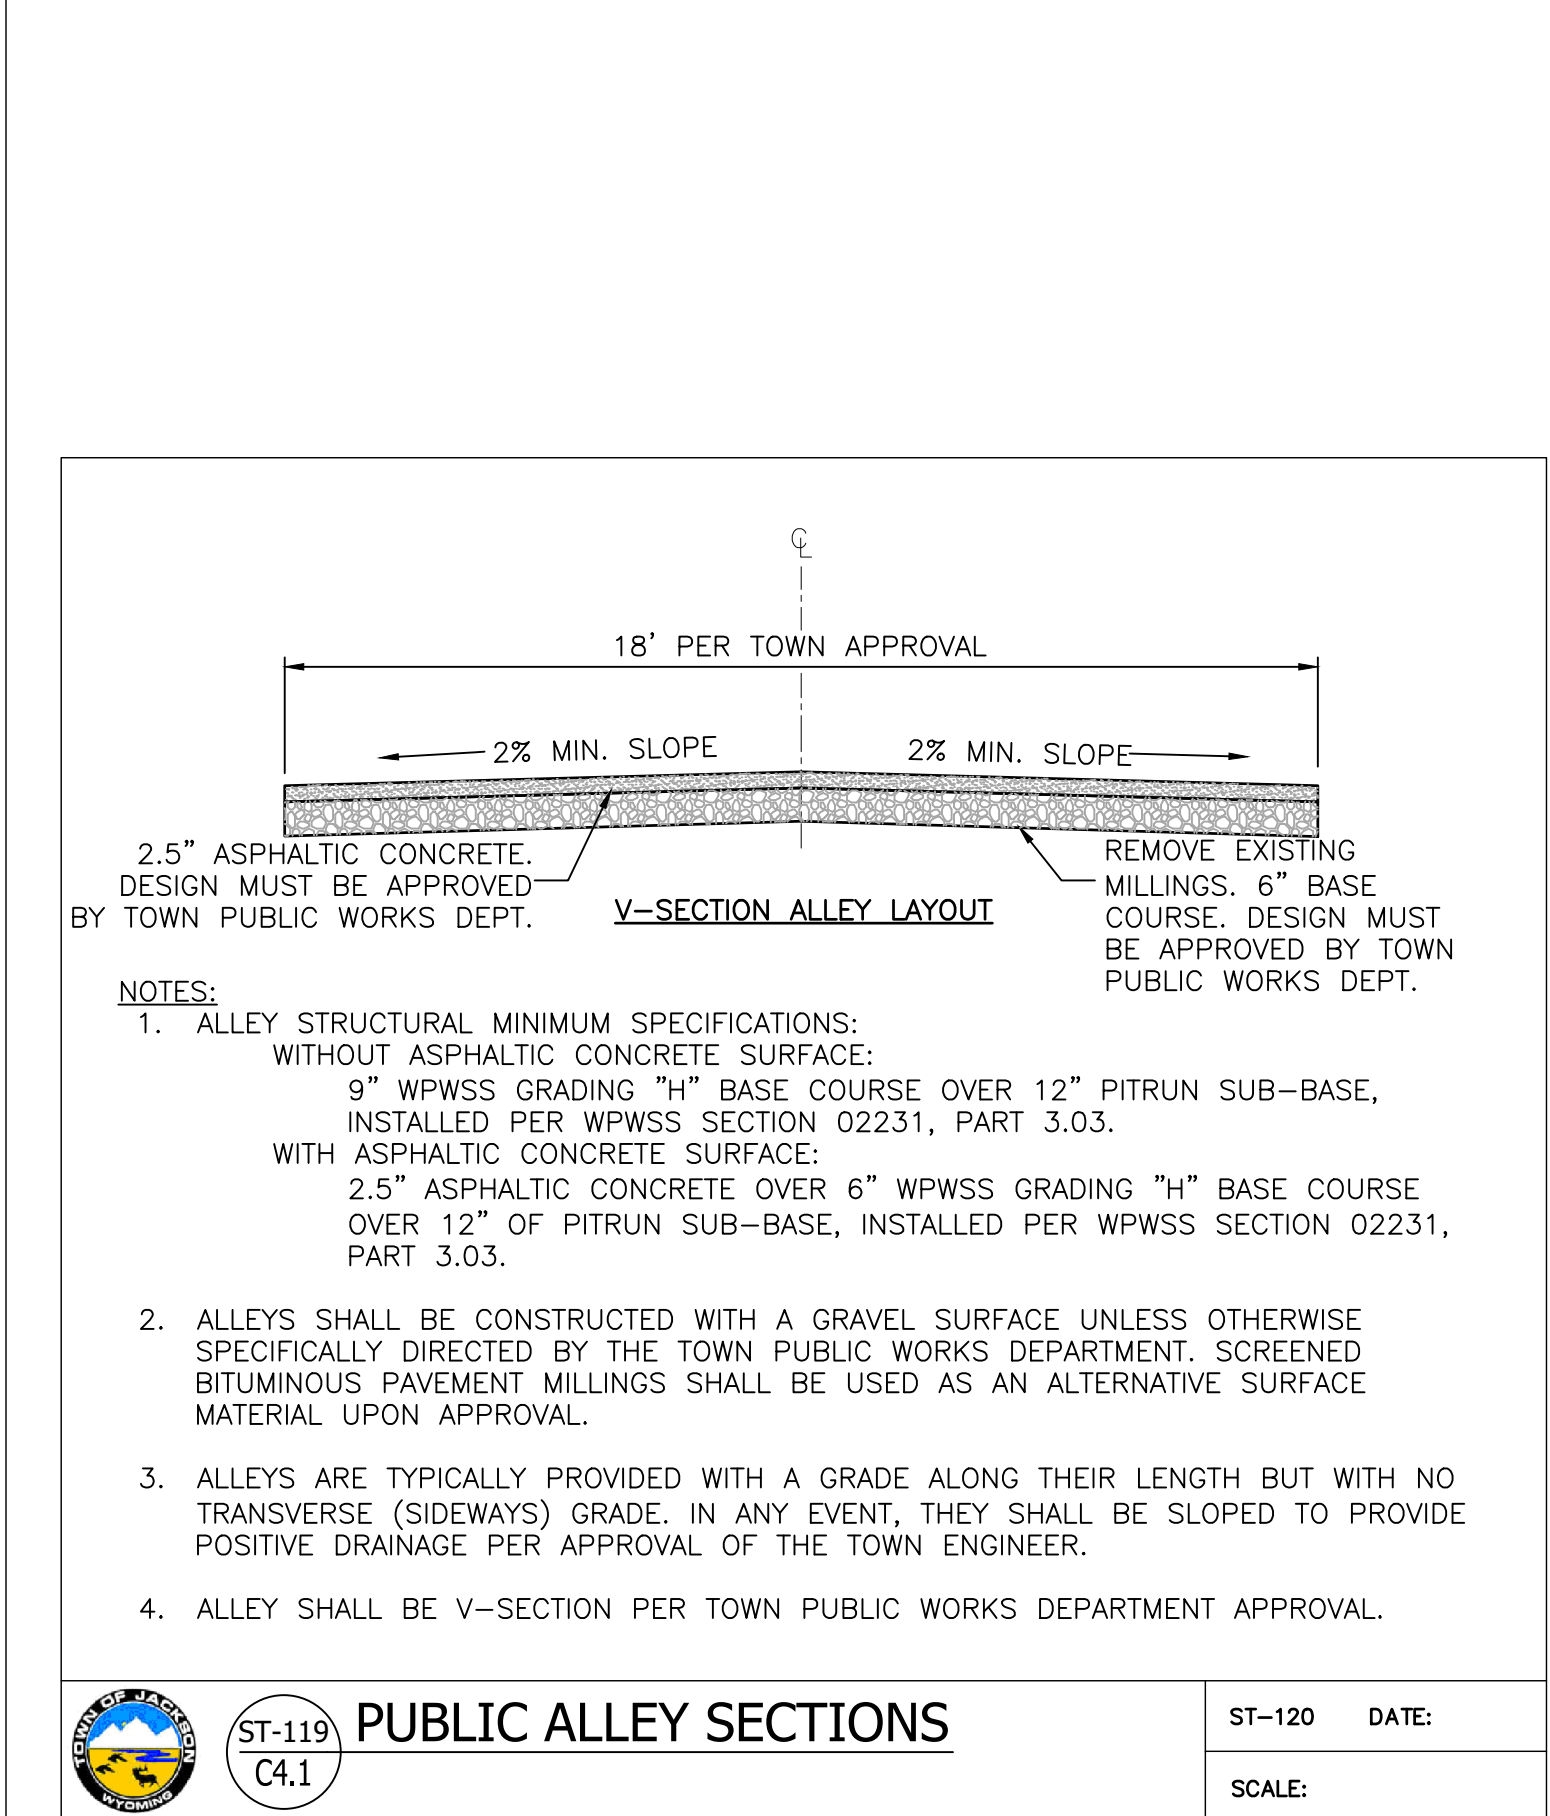 ℄
18' PER TOWN APPROVAL
2% MIN. SLOPE
2% MIN. SLOPE
2.5" ASPHALTIC CONCRETE.
DESIGN MUST BE APPROVED
BY TOWN PUBLIC WORKS DEPT.
V-SECTION ALLEY LAYOUT
REMOVE EXISTING
MILLINGS. 6" BASE
COURSE. DESIGN MUST
BE APPROVED BY TOWN
PUBLIC WORKS DEPT.
NOTES:
1. ALLEY STRUCTURAL MINIMUM SPECIFICATIONS:
WITHOUT ASPHALTIC CONCRETE SURFACE:
9" WPWSS GRADING "H" BASE COURSE OVER 12" PITRUN SUB-BASE,
INSTALLED PER WPWSS SECTION 02231, PART 3.03.
WITH ASPHALTIC CONCRETE SURFACE:
2.5" ASPHALTIC CONCRETE OVER 6" WPWSS GRADING "H" BASE COURSE
OVER 12" OF PITRUN SUB-BASE, INSTALLED PER WPWSS SECTION 02231,
PART 3.03.
2. ALLEYS SHALL BE CONSTRUCTED WITH A GRAVEL SURFACE UNLESS OTHERWISE
SPECIFICALLY DIRECTED BY THE TOWN PUBLIC WORKS DEPARTMENT. SCREENED
BITUMINOUS PAVEMENT MILLINGS SHALL BE USED AS AN ALTERNATIVE SURFACE
MATERIAL UPON APPROVAL.
3. ALLEYS ARE TYPICALLY PROVIDED WITH A GRADE ALONG THEIR LENGTH BUT WITH NO
TRANSVERSE (SIDEWAYS) GRADE. IN ANY EVENT, THEY SHALL BE SLOPED TO PROVIDE
POSITIVE DRAINAGE PER APPROVAL OF THE TOWN ENGINEER.
4. ALLEY SHALL BE V-SECTION PER TOWN PUBLIC WORKS DEPARTMENT APPROVAL.
TOWN OF JACKSON
WYOMING
ST-119
C4.1
PUBLIC ALLEY SECTIONS
ST-120 DATE:
SCALE: